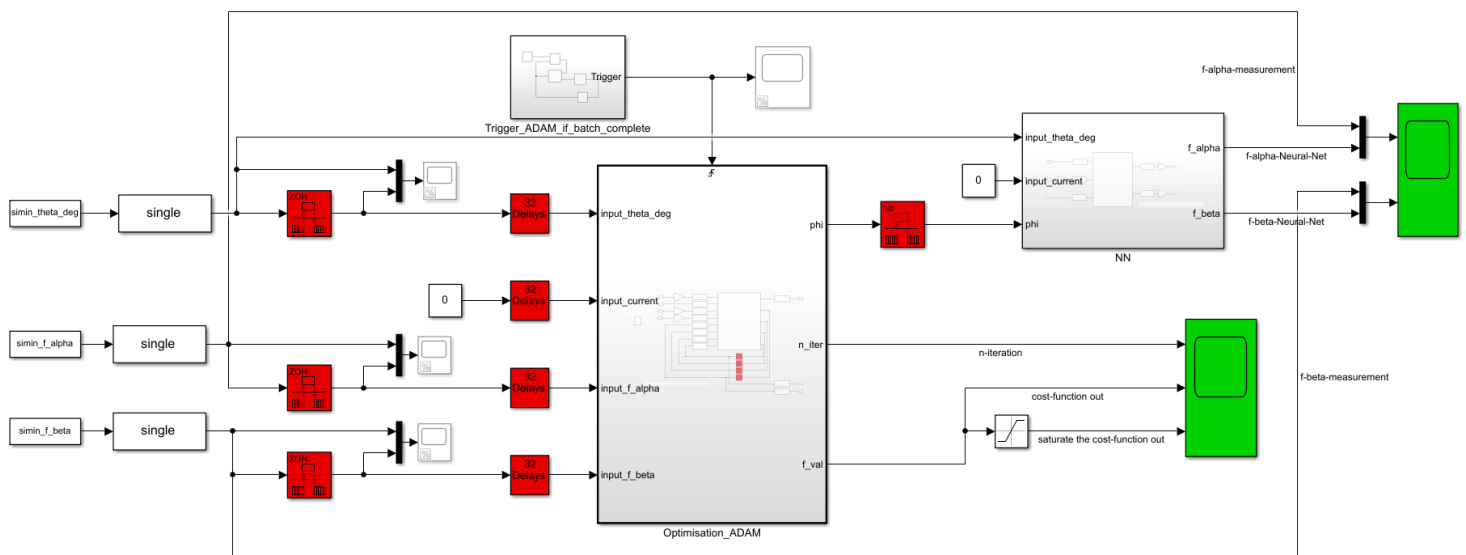 f-alpha-measurement
Trigger
Trigger_ADAM_if_batch_complete
input_theta_deg
f_alpha
f-alpha-Neural-Net
0
input_current
f_beta
f-beta-Neural-Net
phi
NN
simin_theta_deg
single
ZOH
32
Delays
input_theta_deg
phi
1/z
0
32
Delays
input_current
simin_f_alpha
single
n_iter
n-iteration
ZOH
32
Delays
input_f_alpha
f-beta-measurement
cost-function out
simin_f_beta
single
saturate the cost-function out
ZOH
32
Delays
input_f_beta
f_val
Optimisation_ADAM